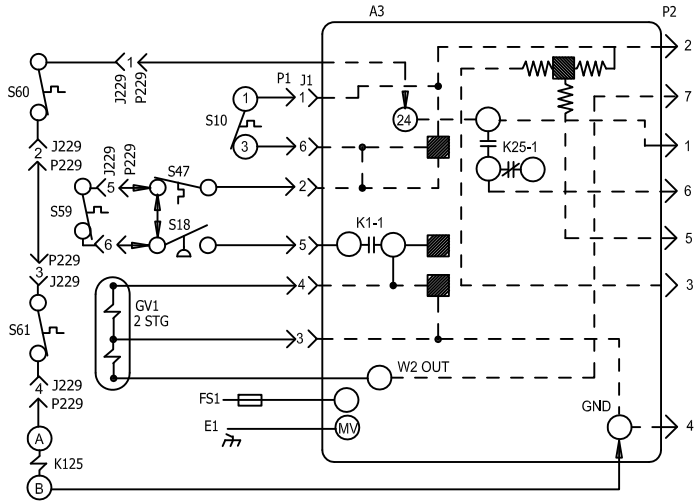 A3
P2
2
1
J229
P229
S60
P1
J1
1
1
S10
24
7
3
6
K25-1
1
2
J229
P229
J229
P229
5
S47
2
6
S59
S18
6
K1-1
5
5
P229
3
J229
GV1
2 STG
4
3
S61
3
W2 OUT
4
J229
P229
FS1
GND
E1
MV
4
A
K125
B